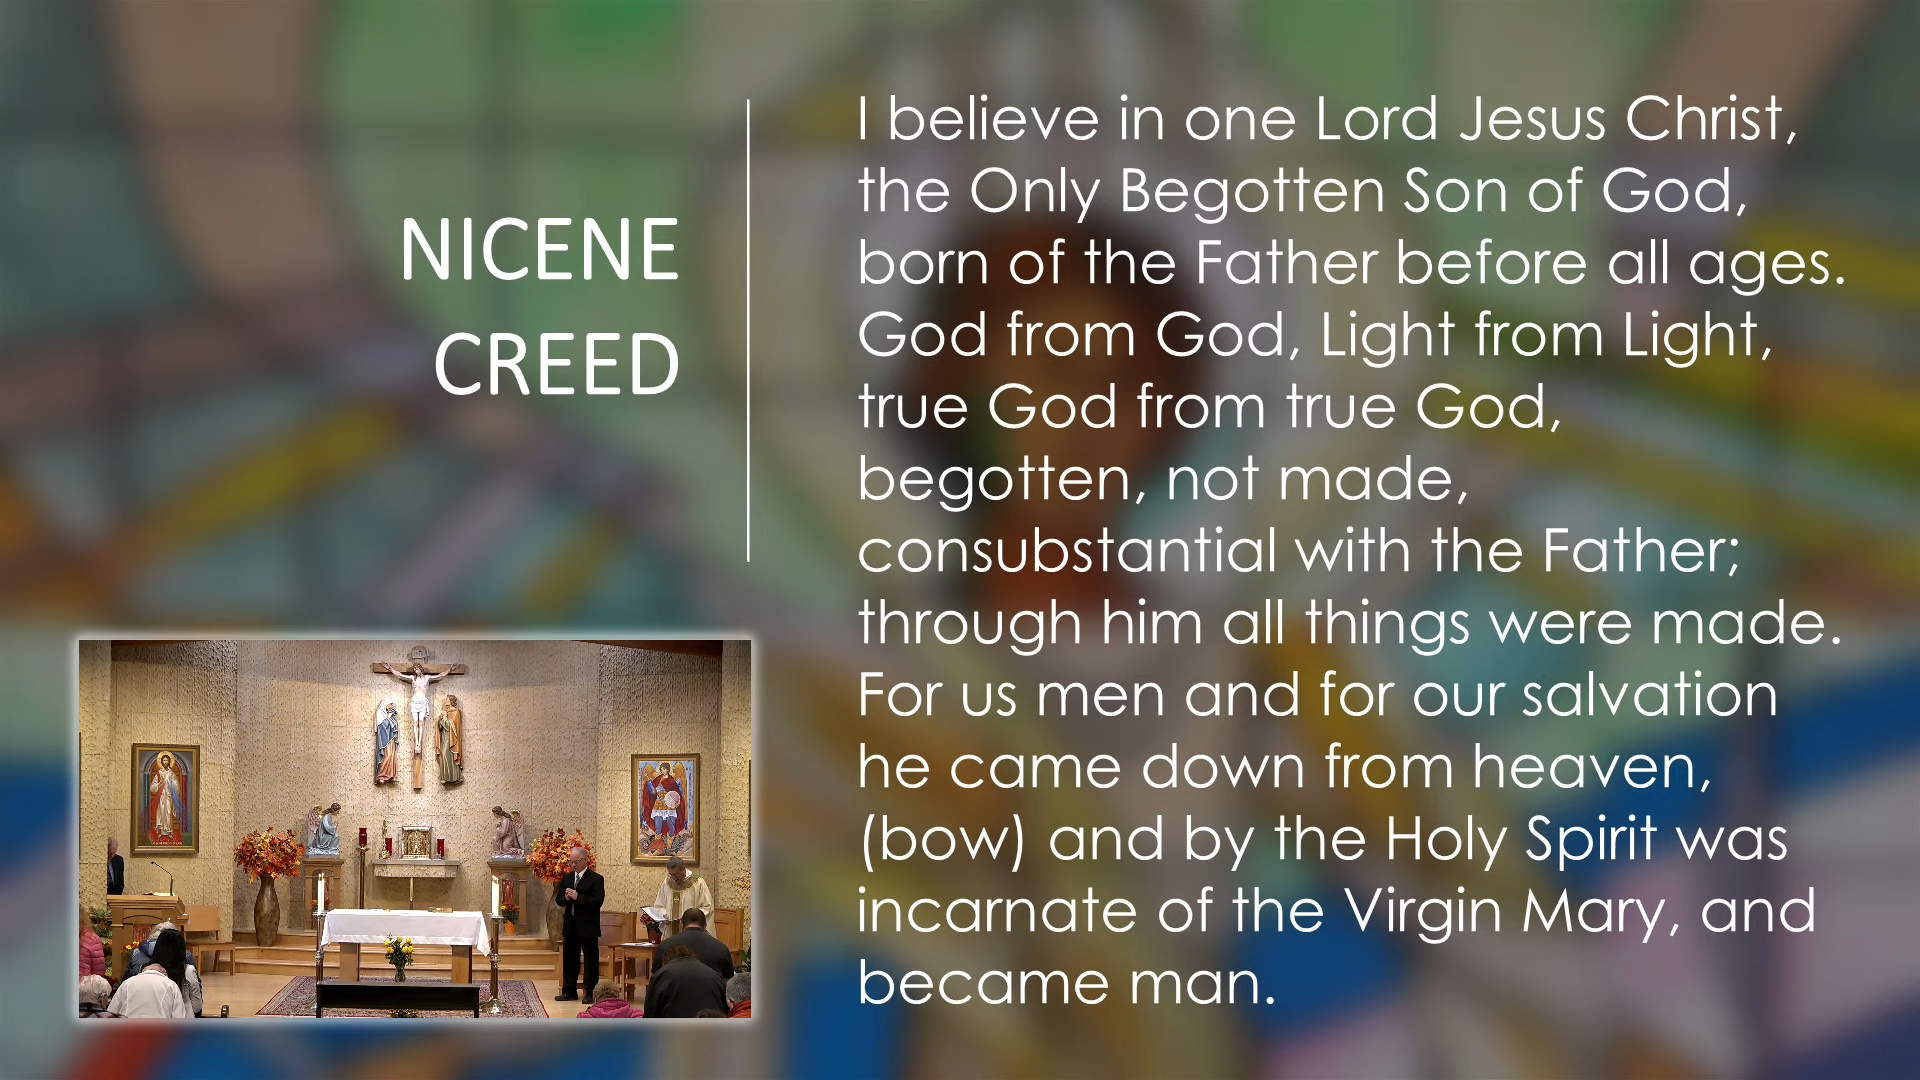 NICENE
CREED
I believe in one Lord Jesus Christ,
the Only Begotten Son of God,
born of the Father before all ages.
God from God, Light from Light,
true God from true God,
begotten, not made,
consubstantial with the Father;
through him all things were made.
For us men and for our salvation
he came down from heaven,
(bow) and by the Holy Spirit was
incarnate of the Virgin Mary, and
became man.